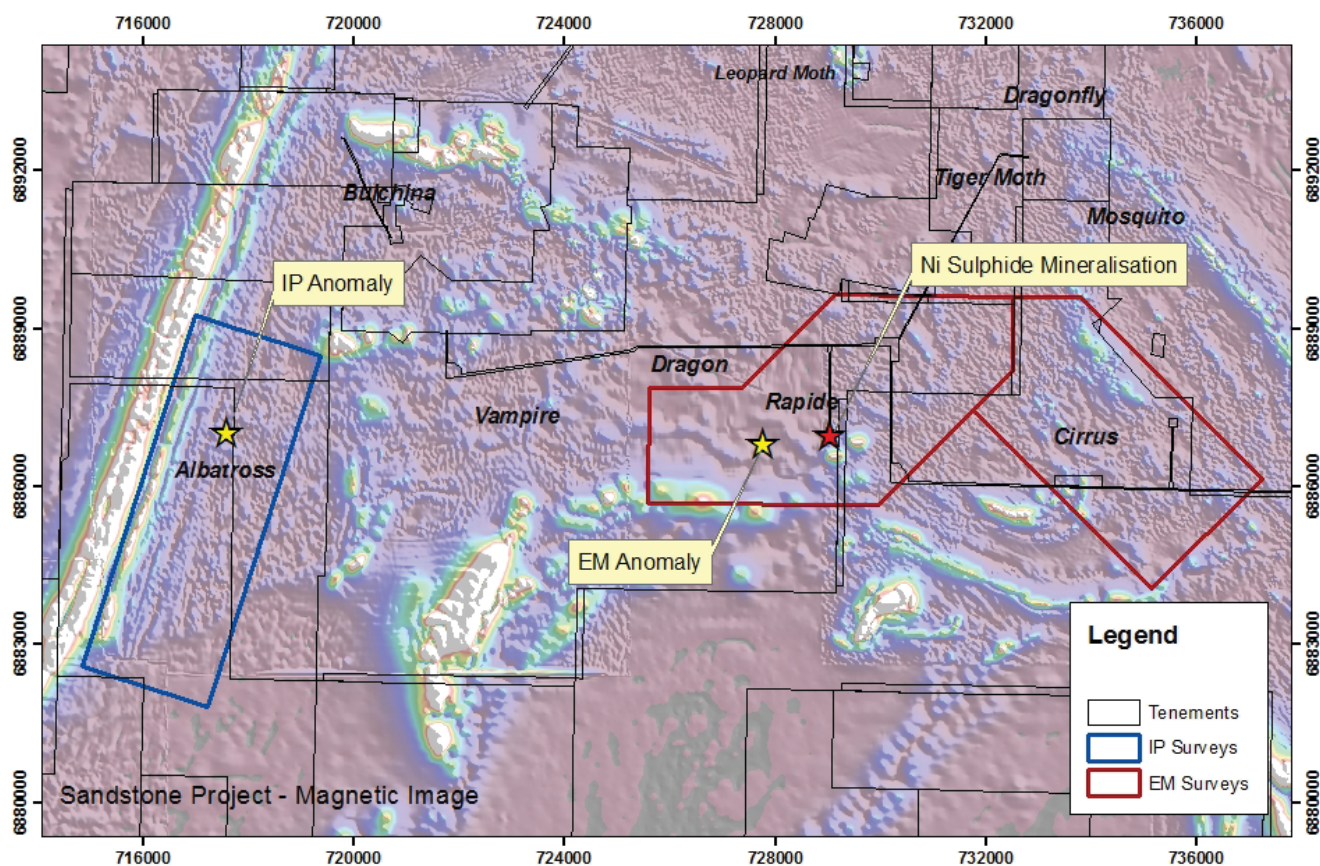 716000 720000 724000 728000 732000 736000
Leopard Moth
Dragonfly
6892000 6892000
Bulchina
Tiger Moth
Mosquito
Ni Sulphide Mineralisation
IP Anomaly
6889000 6889000
Dragon
Rapide
Vampire
Cirrus
Albatross
6886000 6886000
EM Anomaly
6883000 6883000
Legend
Tenements
IP Surveys
EM Surveys
Sandstone Project - Magnetic Image
6880000 6880000
716000 720000 724000 728000 732000 736000